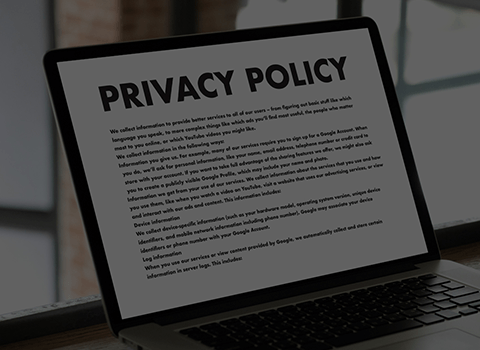 PRIVACY POLICY
We collect information to provide better services to all of our users – from figuring out basic stuff like which
language you speak, to more complex things like which ads you'll find most useful, the people who matter
most to you online, or which YouTube videos you might like.
We collect information in the following ways:
Information you give us. For example, many of our services require you to sign up for a Google Account. When
you do, we'll ask for personal information, like your name, email address, telephone number or credit card to
store with your account. If you want to take full advantage of the sharing features we offer, we might also ask
you to create a publicly visible Google Profile, which may include your name and photo.
Information we get from your use of our services. We collect information about the services that you use and how
you use them, like when you watch a video on YouTube, visit a website that uses our advertising services, or view
and interact with our ads and content. This information includes:
Device information
We collect device-specific information (such as your hardware model, operating system version, unique device
identifiers, and mobile network information including phone number). Google may associate your device
identifiers or phone number with your Google Account.
Log information
When you use our services or view content provided by Google, we automatically collect and store certain
information in server logs. This includes: